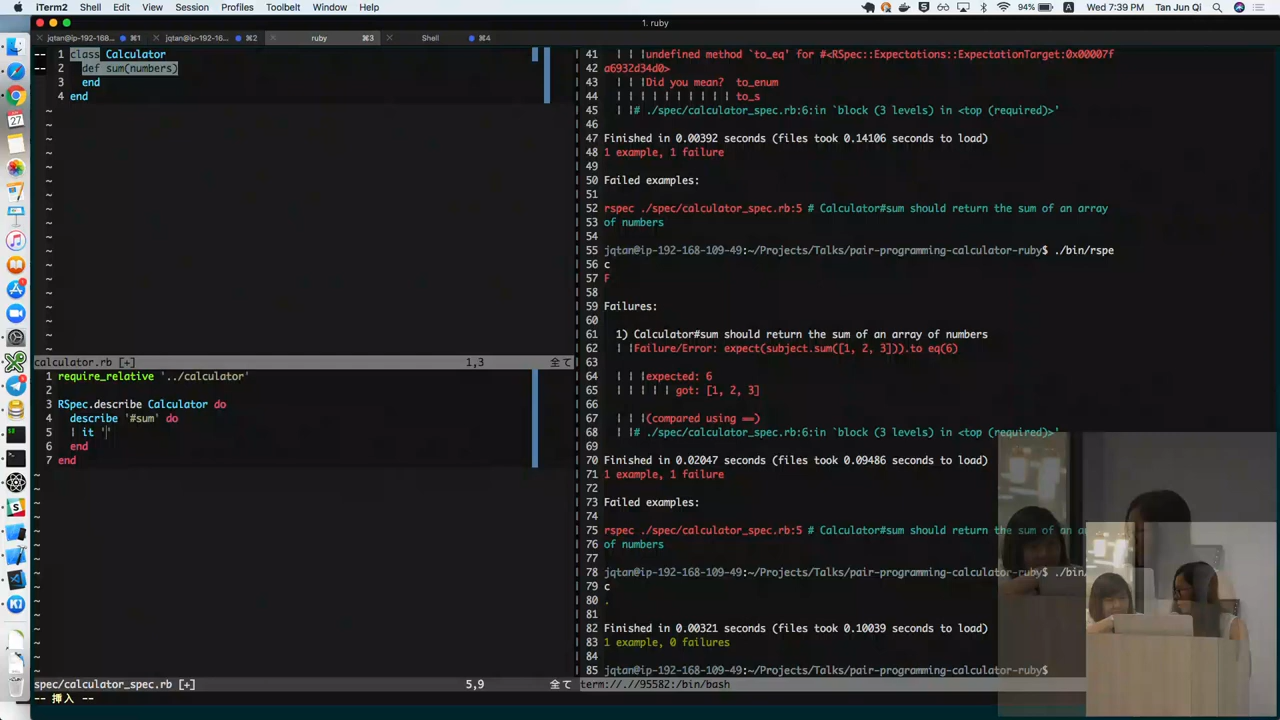 iTerm2 Shell Edit View Session Profiles Toolbelt Window Help
94% Wed 7:39 PM Tan Jun Qi
1. ruby
jqtan@ip-192-168... ⌘1 jqtan@ip-192-16... ⌘2 ruby ⌘3 Shell ⌘4
1 class Calculator
2 def sum(numbers)
3 end
4 end
calculator.rb [+] 1,3 全て
1 require_relative '../calculator'
2
3 RSpec.describe Calculator do
4 describe '#sum' do
5 | it ''
6 end
7 end
spec/calculator_spec.rb [+] 5,9 全て
-- 挿入 --
41 | | |undefined method `to_eq' for #<RSpec::Expectations::ExpectationTarget:0x00007f
42 a6932d34d0>
43 | | |Did you mean? to_enum
44 | | | | | | | | | | to_s
45 | |# ./spec/calculator_spec.rb:6:in `block (3 levels) in <top (required)>'
46
47 Finished in 0.00392 seconds (files took 0.14106 seconds to load)
48 1 example, 1 failure
49
50 Failed examples:
51
52 rspec ./spec/calculator_spec.rb:5 # Calculator#sum should return the sum of an array
53 of numbers
54
55 jqtan@ip-192-168-109-49:~/Projects/Talks/pair-programming-calculator-ruby$ ./bin/rspe
56 c
57 F
58
59 Failures:
60
61 1) Calculator#sum should return the sum of an array of numbers
62 | |Failure/Error: expect(subject.sum([1, 2, 3])).to eq(6)
63
64 | | |expected: 6
65 | | | | | got: [1, 2, 3]
66
67 | | |(compared using ==)
68 | |# ./spec/calculator_spec.rb:6:in `block (3 levels) in <top (required)>'
69
70 Finished in 0.02047 seconds (files took 0.09486 seconds to load)
71 1 example, 1 failure
72
73 Failed examples:
74
75 rspec ./spec/calculator_spec.rb:5 # Calculator#sum should return the sum of an
76 of numbers
77
78 jqtan@ip-192-168-109-49:~/Projects/Talks/pair-programming-calculator-ruby$ ./bin/
79 c
80 .
81
82 Finished in 0.00321 seconds (files took 0.10039 seconds to load)
83 1 example, 0 failures
84
85 jqtan@ip-192-168-109-49:~/Projects/Talks/pair-programming-calculator-ruby$
term://.//95582:/bin/bash